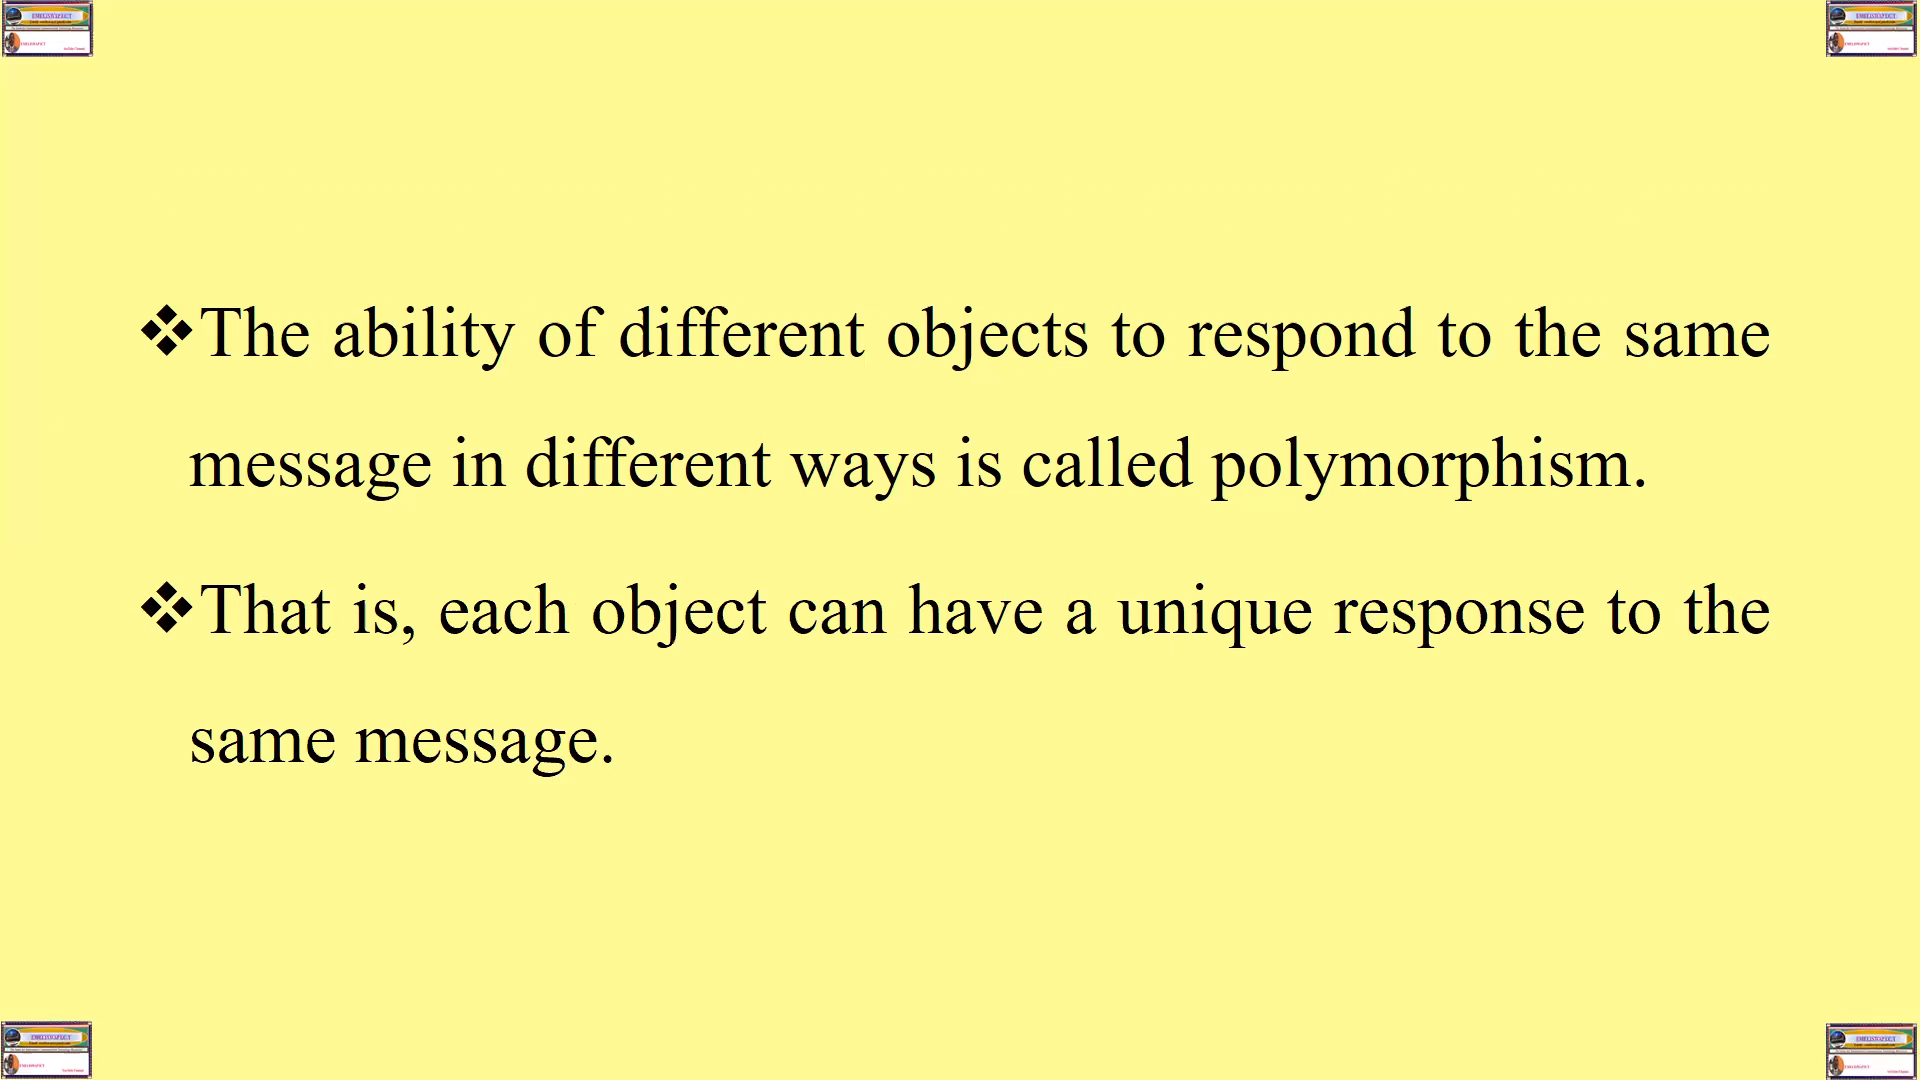 ❖The ability of different objects to respond to the same
message in different ways is called polymorphism.
❖That is, each object can have a unique response to the
same message.